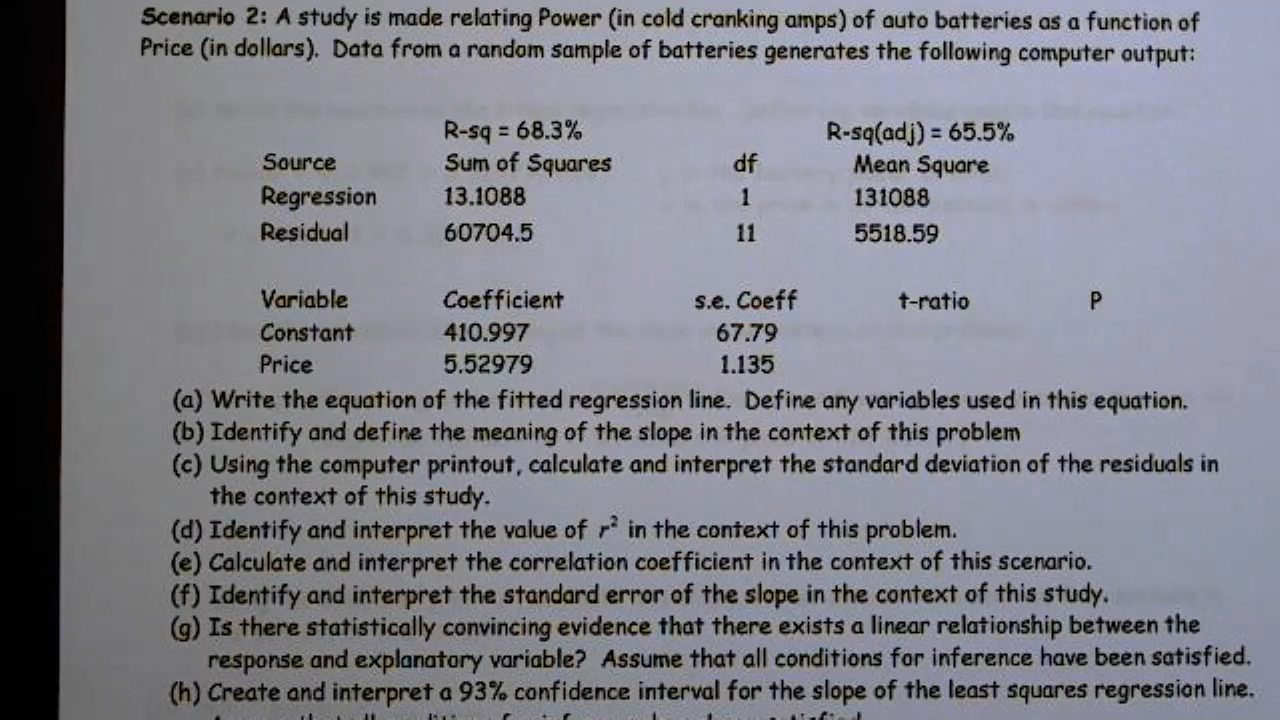 Scenario 2: A study is made relating Power (in cold cranking amps) of auto batteries as a function of
Price (in dollars). Data from a random sample of batteries generates the following computer output:
R-sq = 68.3% R-sq(adj) = 65.5%
Source Sum of Squares df Mean Square
Regression 13.1088 1 131088
Residual 60704.5 11 5518.59
Variable Coefficient s.e. Coeff t-ratio P
Constant 410.997 67.79
Price 5.52979 1.135
(a) Write the equation of the fitted regression line. Define any variables used in this equation.
(b) Identify and define the meaning of the slope in the context of this problem
(c) Using the computer printout, calculate and interpret the standard deviation of the residuals in
the context of this study.
(d) Identify and interpret the value of r² in the context of this problem.
(e) Calculate and interpret the correlation coefficient in the context of this scenario.
(f) Identify and interpret the standard error of the slope in the context of this study.
(g) Is there statistically convincing evidence that there exists a linear relationship between the
response and explanatory variable? Assume that all conditions for inference have been satisfied.
(h) Create and interpret a 93% confidence interval for the slope of the least squares regression line.